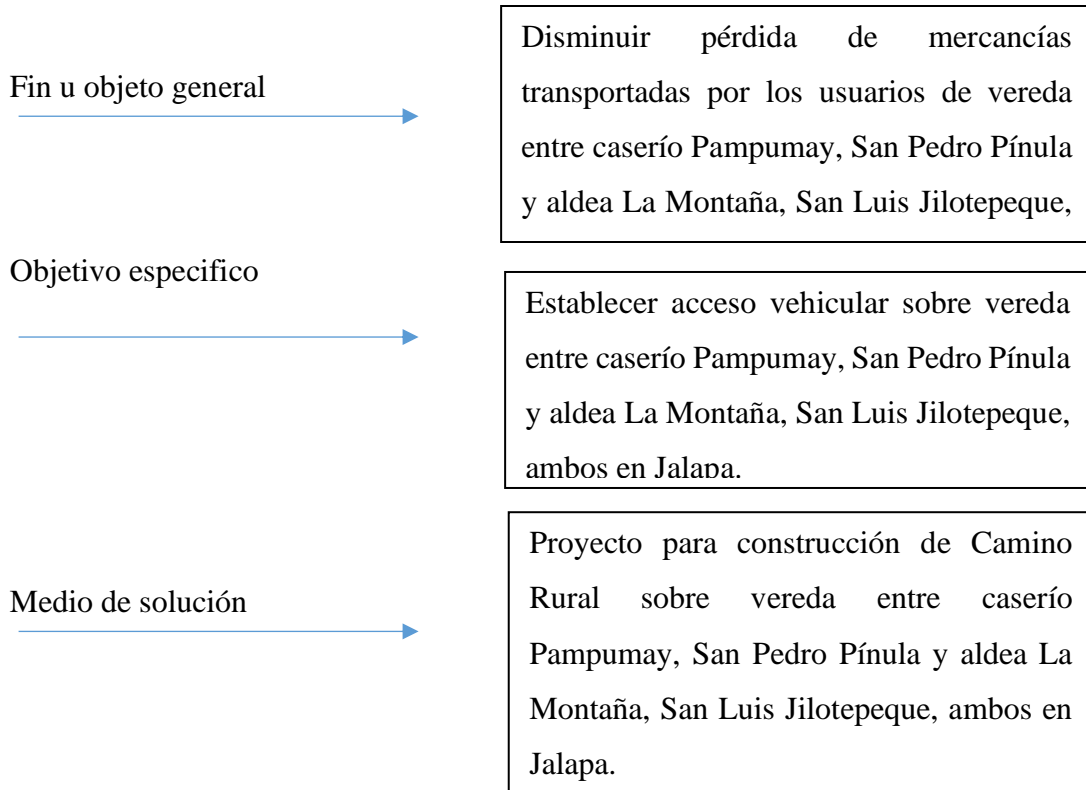 Fin u objeto general
Disminuir pérdida de mercancías
transportadas por los usuarios de vereda
entre caserío Pampumay, San Pedro Pínula
y aldea La Montaña, San Luis Jilotepeque,
Objetivo especifico
Establecer acceso vehicular sobre vereda
entre caserío Pampumay, San Pedro Pínula
y aldea La Montaña, San Luis Jilotepeque,
ambos en Jalapa.
Medio de solución
Proyecto para construcción de Camino
Rural sobre vereda entre caserío
Pampumay, San Pedro Pínula y aldea La
Montaña, San Luis Jilotepeque, ambos en
Jalapa.